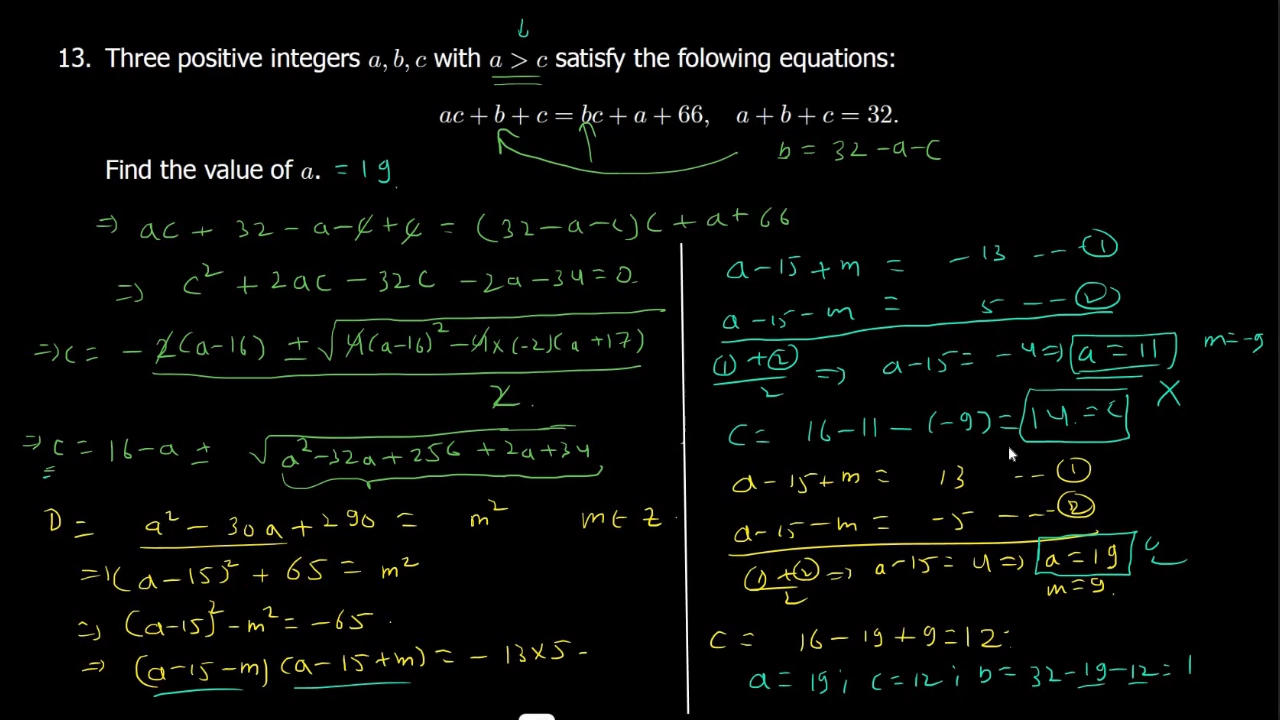 13. Three positive integers a, b, c with a > c satisfy the folowing equations:
ac + b + c = bc + a + 66, a + b + c = 32.
b = 32 - a - c
Find the value of a. = 19
⇒ ac + 32 - a - c + c = (32 - a - c)c + a + 66
⇒ c² + 2ac - 32c - 2a - 34 = 0
⇒ c = - 2(a-16) ± √4(a-16)² - 4×(-2)(a+17)
2
⇒ c = 16 - a ± √a² - 32a + 256 + 2a + 34
D = a² - 30a + 290 = m² m ∈ Z
⇒ (a-15)² + 65 = m²
⇒ (a-15)² - m² = -65
⇒ (a-15-m)(a-15+m) = - 13×5
a - 15 + m = -13 -- ①
a - 15 - m = 5 -- ②
① + ②
2
⇒ a - 15 = -4 ⇒ a = 11 m = -9
X
c = 16 - 11 - (-9) = 14 = c
a - 15 + m = 13 -- ①
a - 15 - m = -5 --- ②
① + ②
2
⇒ a - 15 = 4 ⇒ a = 19
m = 9.
c = 16 - 19 + 9 = 12:
a = 19; c = 12; b = 32 - 19 - 12 = 1